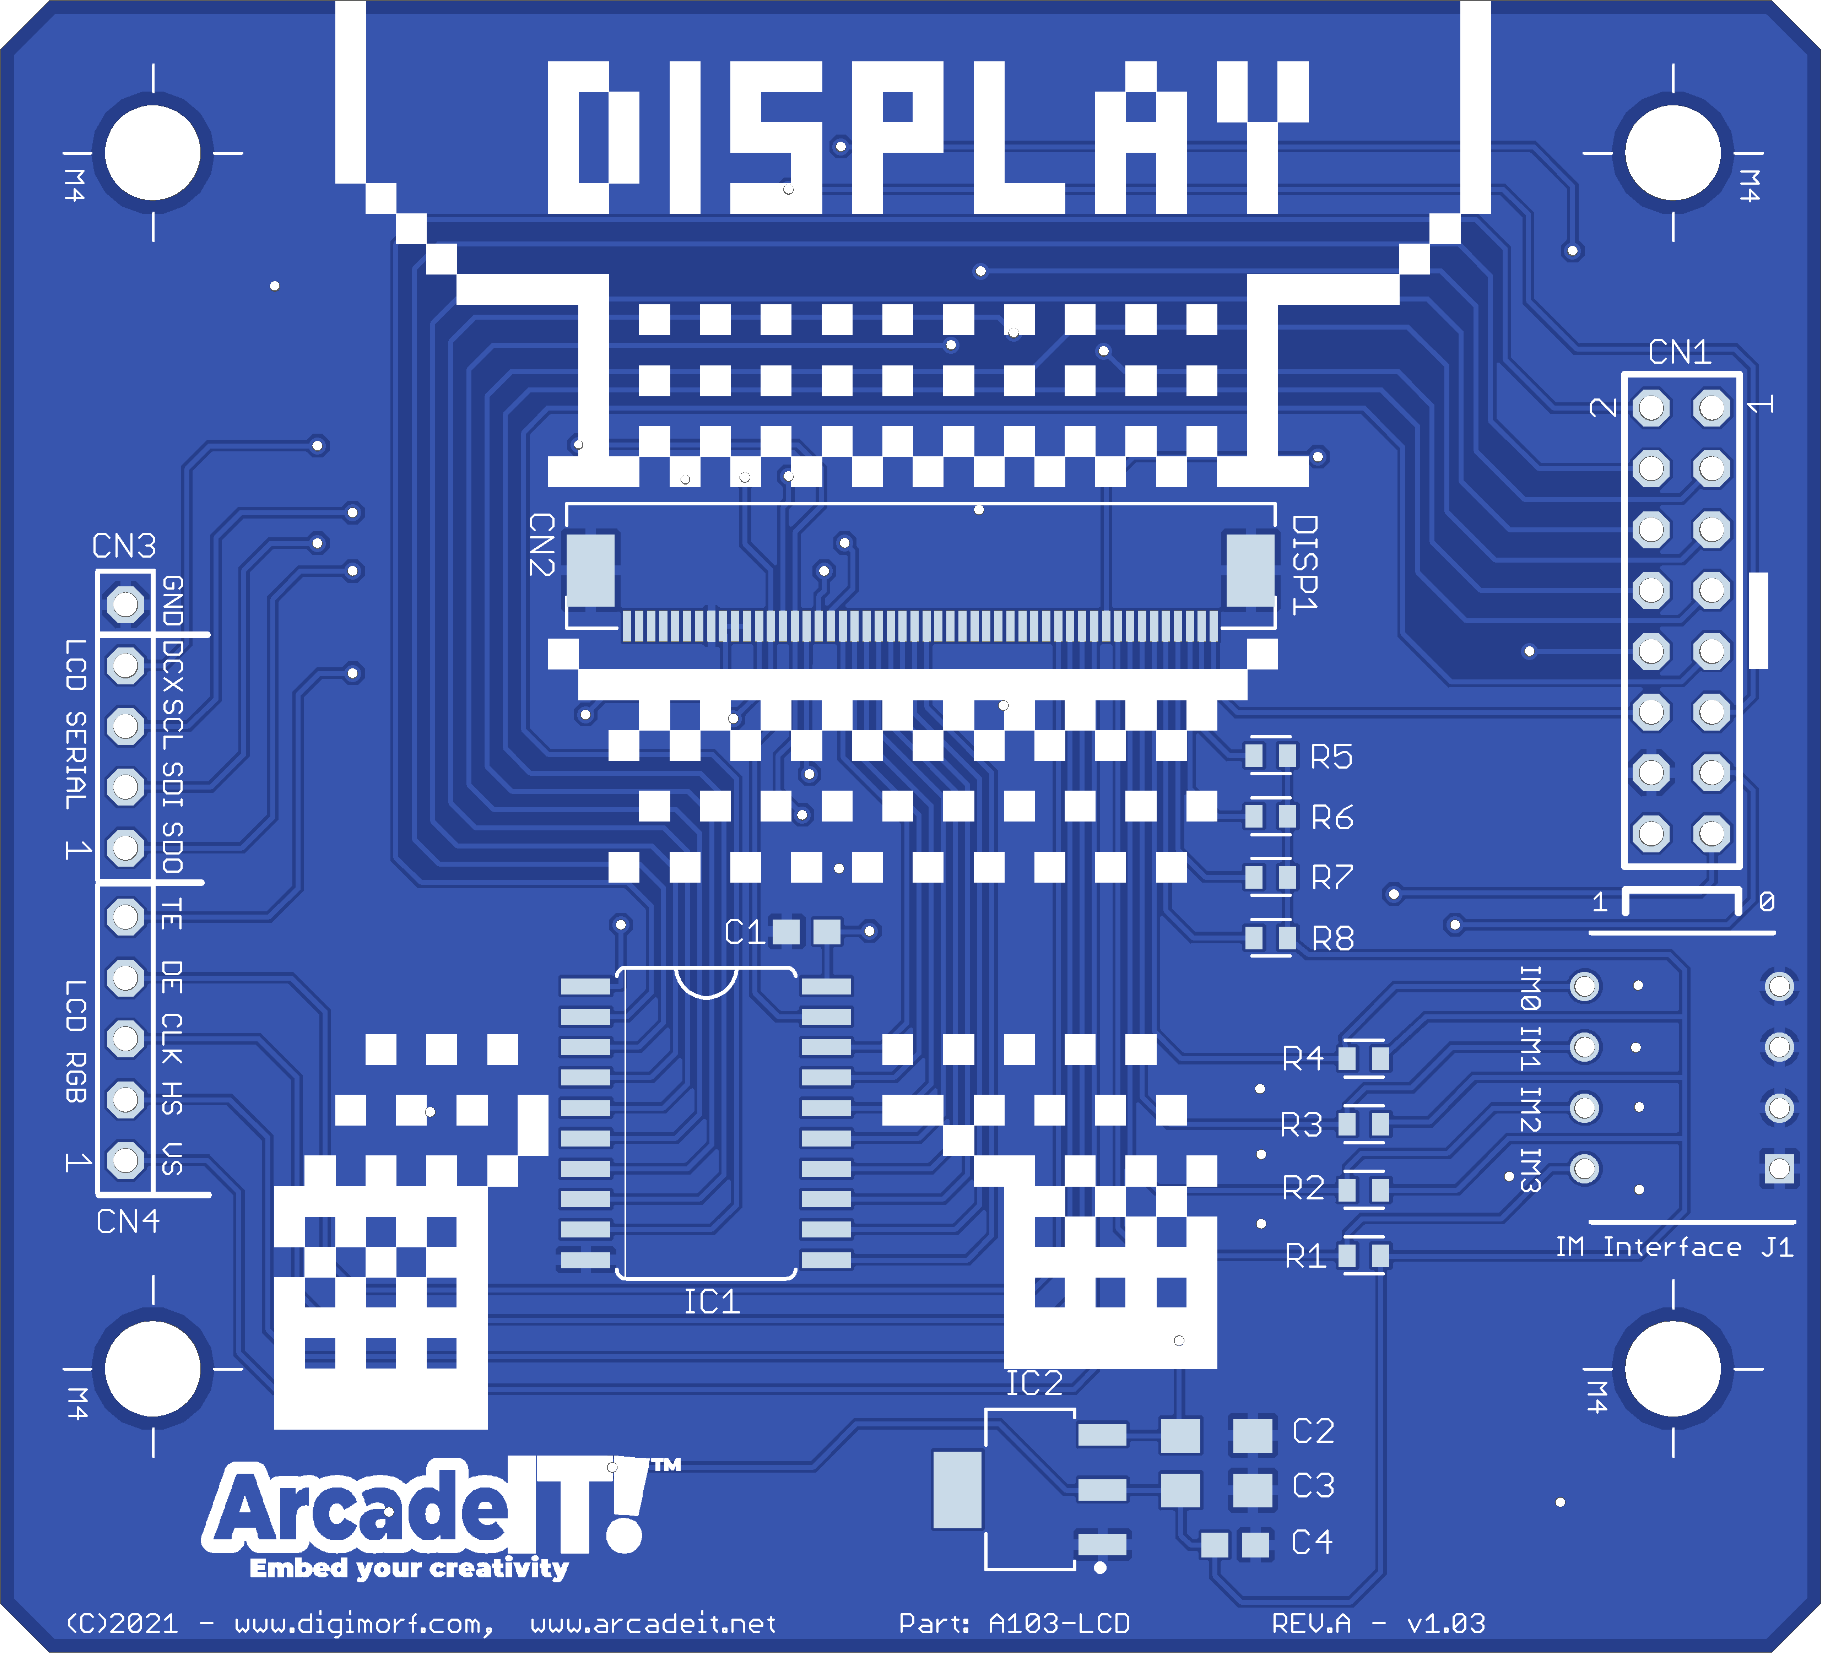 DISPLAY
M4
M4
CN1
2
1
CN2
DISP1
CN3
GND
DCX
SCL
SDI
SDO
LCD SERIAL
1
TE
DE
CLK
HS
VS
LCD RGB
1
CN4
R5
R6
R7
R8
1
0
C1
IM0
IM1
IM2
IM3
R4
R3
R2
R1
IM Interface J1
IC1
IC2
M4
M4
C2
C3
C4
ArcadeIT!™
Embed your creativity
(C)2021 - www.digimorf.com, www.arcadeit.net
Part: A103-LCD
REV.A - v1.03